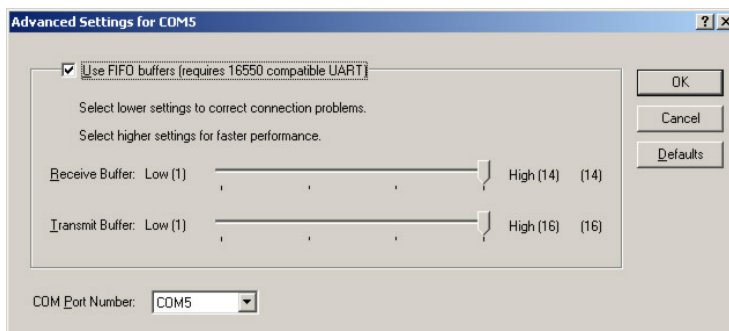 Advanced Settings for COM5
Use FIFO buffers (requires 16550 compatible UART)
Select lower settings to correct connection problems.
Select higher settings for faster performance.
Receive Buffer: Low (1) High (14) (14)
Transmit Buffer: Low (1) High (16) (16)
COM Port Number: COM5
OK
Cancel
Defaults